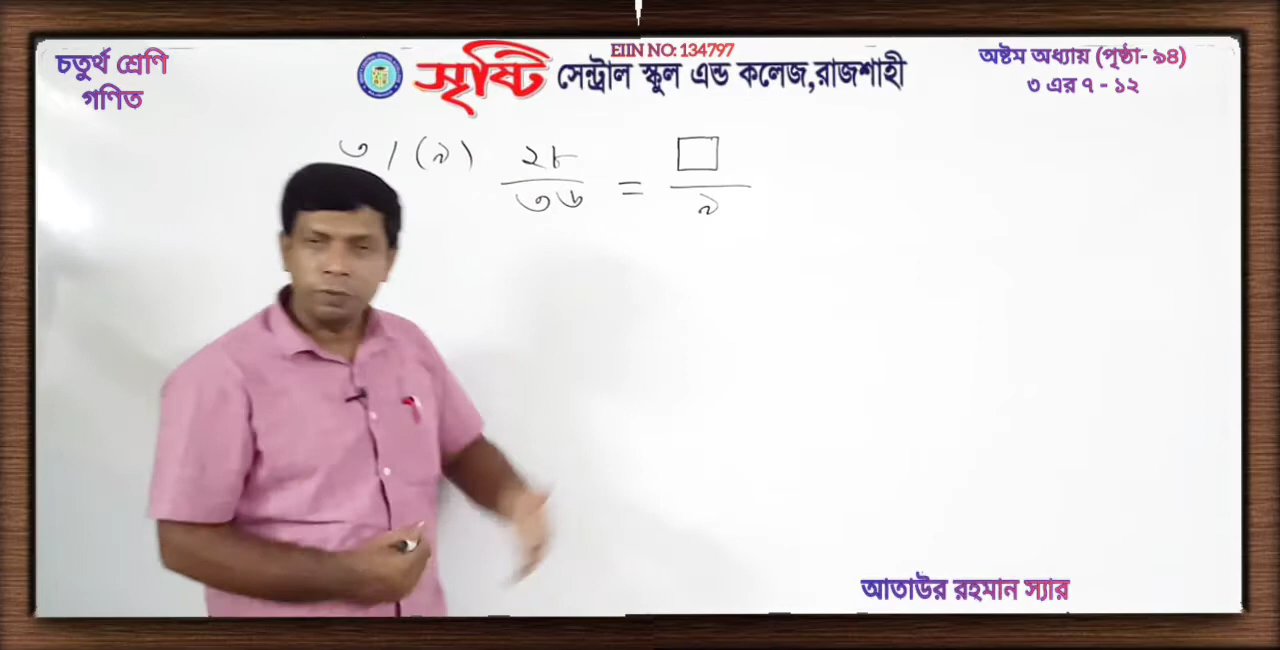 চতুর্থ শ্রেণি
গণিত
EIIN NO: 134797
সৃষ্টি সেন্ট্রাল স্কুল এন্ড কলেজ,রাজশাহী
অষ্টম অধ্যায় (পৃষ্ঠা- ৯৪)
৩ এর ৭ - ১২
৩ / (৯) ২৮/৩৬ = □/৯
আতাউর রহমান স্যার